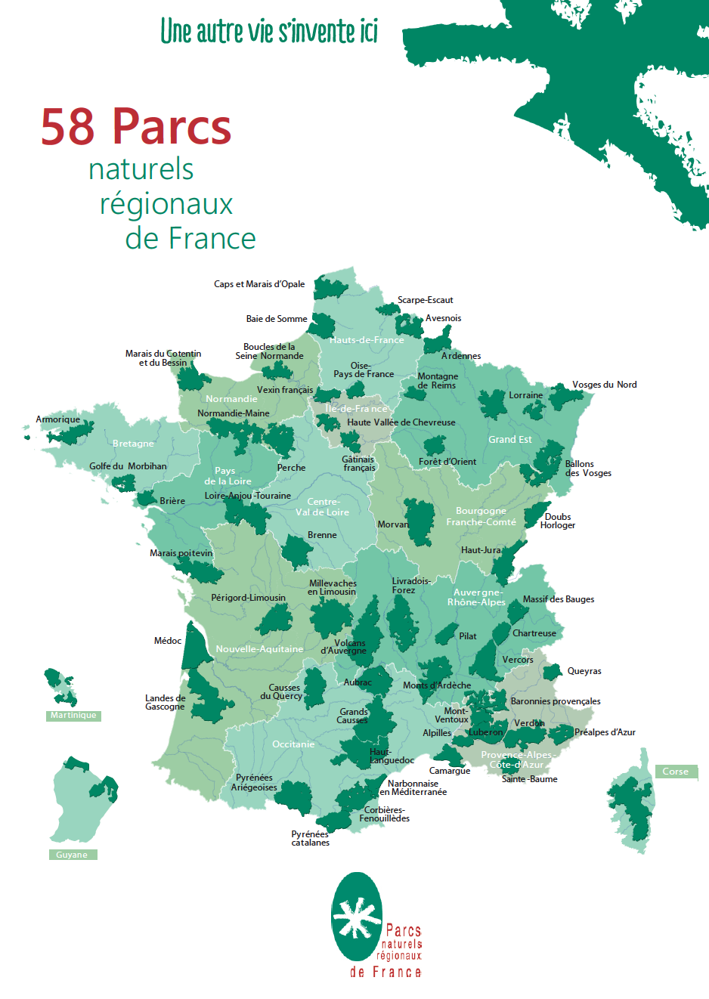 Une autre vie s'invente ici
58 Parcs
naturels
régionaux
de France
Caps et Marais d'Opale
Scarpe-Escaut
Baie de Somme
Avesnois
Hauts-de-France
Boucles de la
Seine Normande
Marais du Cotentin
et du Bessin
Ardennes
Oise-
Pays de France
Montagne
de Reims
Vosges du Nord
Vexin français
Lorraine
Normandie
Île-de-France
Normandie-Maine
Haute Vallée de Chevreuse
Armorique
Bretagne
Grand Est
Golfe du Morbihan
Perche
Gâtinais
français
Forêt d'Orient
Ballons
des Vosges
Pays
de la Loire
Brière
Loire-Anjou-Touraine
Centre-
Val de Loire
Bourgogne
Franche-Comté
Doubs
Horloger
Morvan
Brenne
Marais poitevin
Haut-Jura
Millevaches
en Limousin
Livradois-
Forez
Auvergne-
Rhône-Alpes
Périgord-Limousin
Massif des Bauges
Médoc
Pilat
Chartreuse
Nouvelle-Aquitaine
Volcans
d'Auvergne
Vercors
Queyras
Aubrac
Monts d'Ardèche
Causses
du Quercy
Landes de
Gascogne
Baronnies provençales
Martinique
Grands
Causses
Mont-
Ventoux
Verdon
Alpilles
Luberon
Préalpes d'Azur
Occitanie
Haut-
Languedoc
Provence-Alpes-
Côte-d'Azur
Camargue
Sainte-Baume
Corse
Pyrénées
Ariégeoises
Narbonnaise
en Méditerranée
Corbières-
Fenouillèdes
Pyrénées
catalanes
Guyane
Parcs
naturels
régionaux
de France